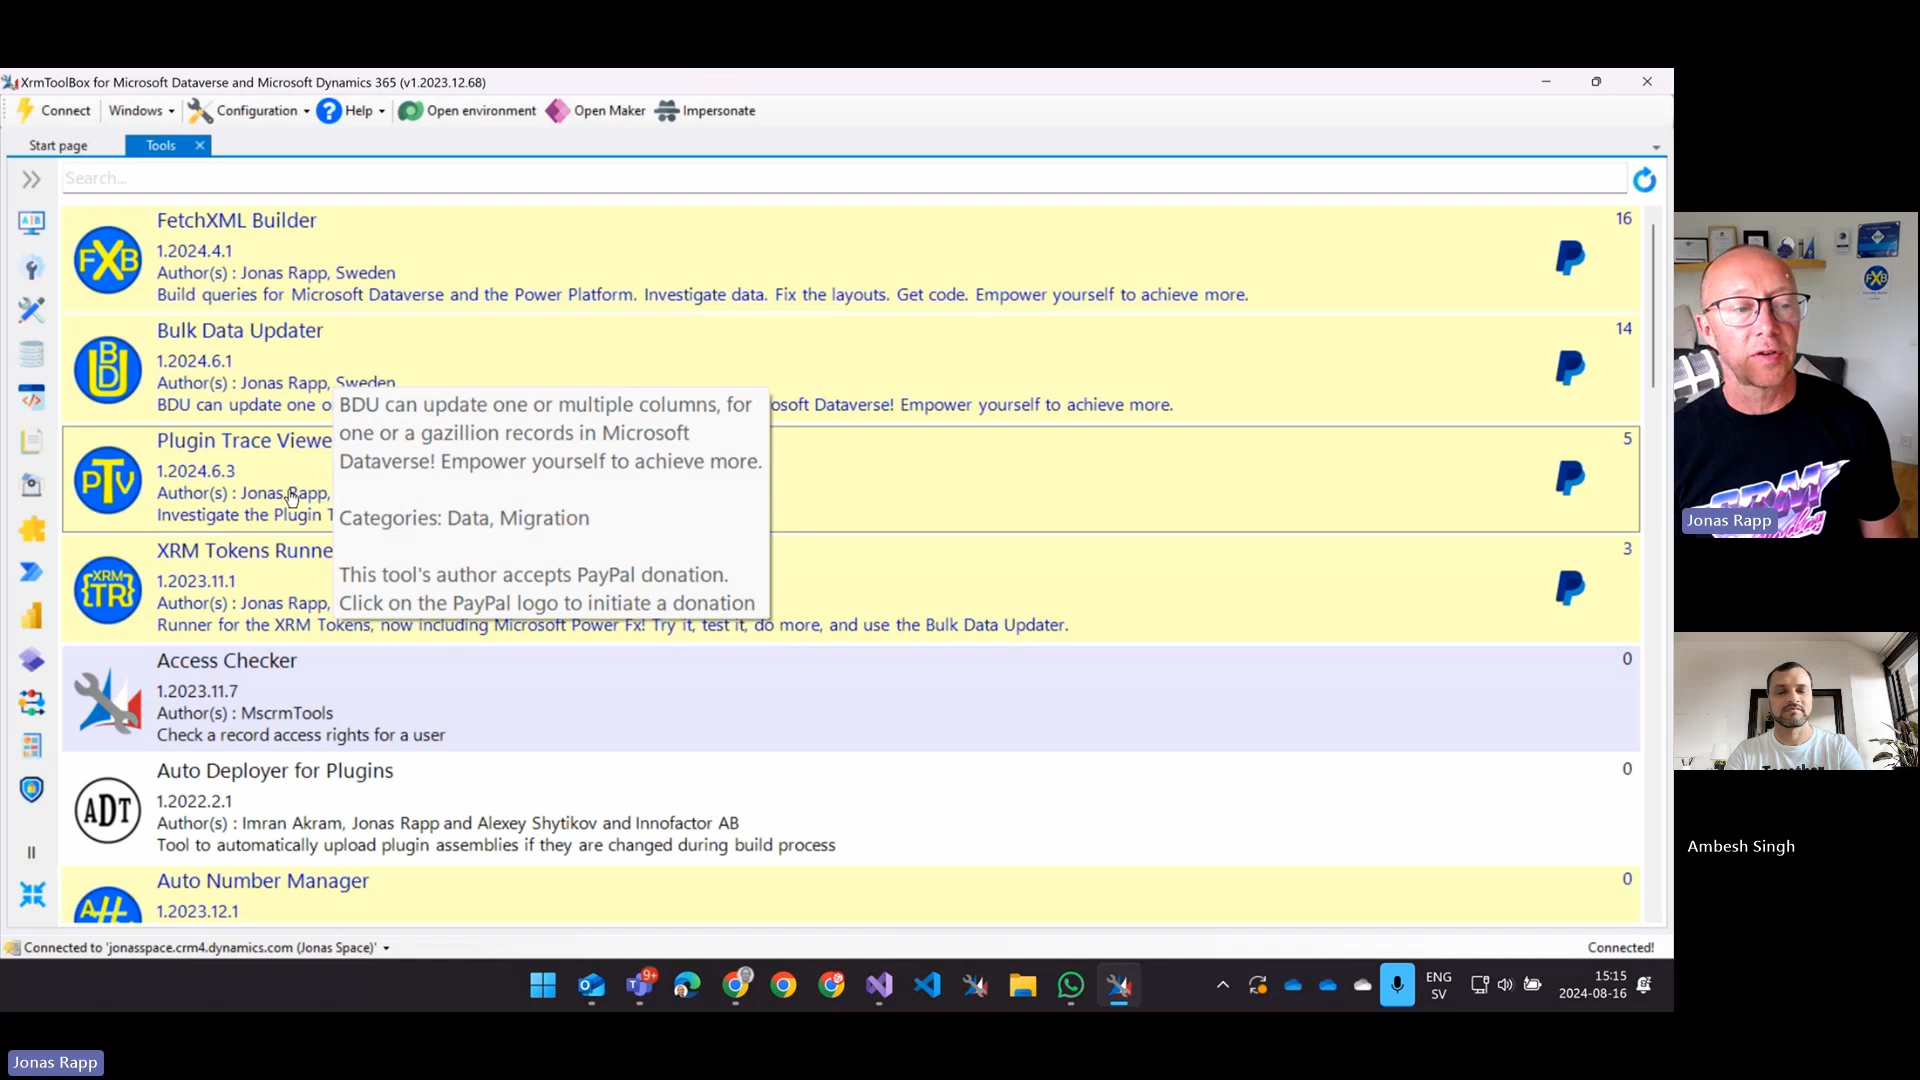 XrmToolBox for Microsoft Dataverse and Microsoft Dynamics 365 (v1.2023.12.68)
Connect Windows Configuration Help Open environment Open Maker Impersonate
Start page Tools
Search...
FetchXML Builder 16
FXB
1.2024.4.1
Author(s) : Jonas Rapp, Sweden
Build queries for Microsoft Dataverse and the Power Platform. Investigate data. Fix the layouts. Get code. Empower yourself to achieve more.
Bulk Data Updater 14
BDU
1.2024.6.1
Author(s) : Jonas Rapp, Sweden
BDU can update one o
osoft Dataverse! Empower yourself to achieve more.
BDU can update one or multiple columns, for
one or a gazillion records in Microsoft
Dataverse! Empower yourself to achieve more.
Categories: Data, Migration
This tool's author accepts PayPal donation.
Click on the PayPal logo to initiate a donation
Plugin Trace Viewe 5
PTV
1.2024.6.3
Author(s) : Jonas Rapp,
Investigate the Plugin T
XRM Tokens Runne 3
XRM
{TR}
1.2023.11.1
Author(s) : Jonas Rapp,
Runner for the XRM Tokens, now including Microsoft Power Fx! Try it, test it, do more, and use the Bulk Data Updater.
Access Checker 0
1.2023.11.7
Author(s) : MscrmTools
Check a record access rights for a user
Auto Deployer for Plugins 0
ADT
1.2022.2.1
Author(s) : Imran Akram, Jonas Rapp and Alexey Shytikov and Innofactor AB
Tool to automatically upload plugin assemblies if they are changed during build process
Auto Number Manager 0
A#
1.2023.12.1
Connected to 'jonasspace.crm4.dynamics.com (Jonas Space)' Connected!
9+
ENG
SV
15:15
2024-08-16
FXB
CRM
Jonas Rapp
Together
Ambesh Singh
Jonas Rapp